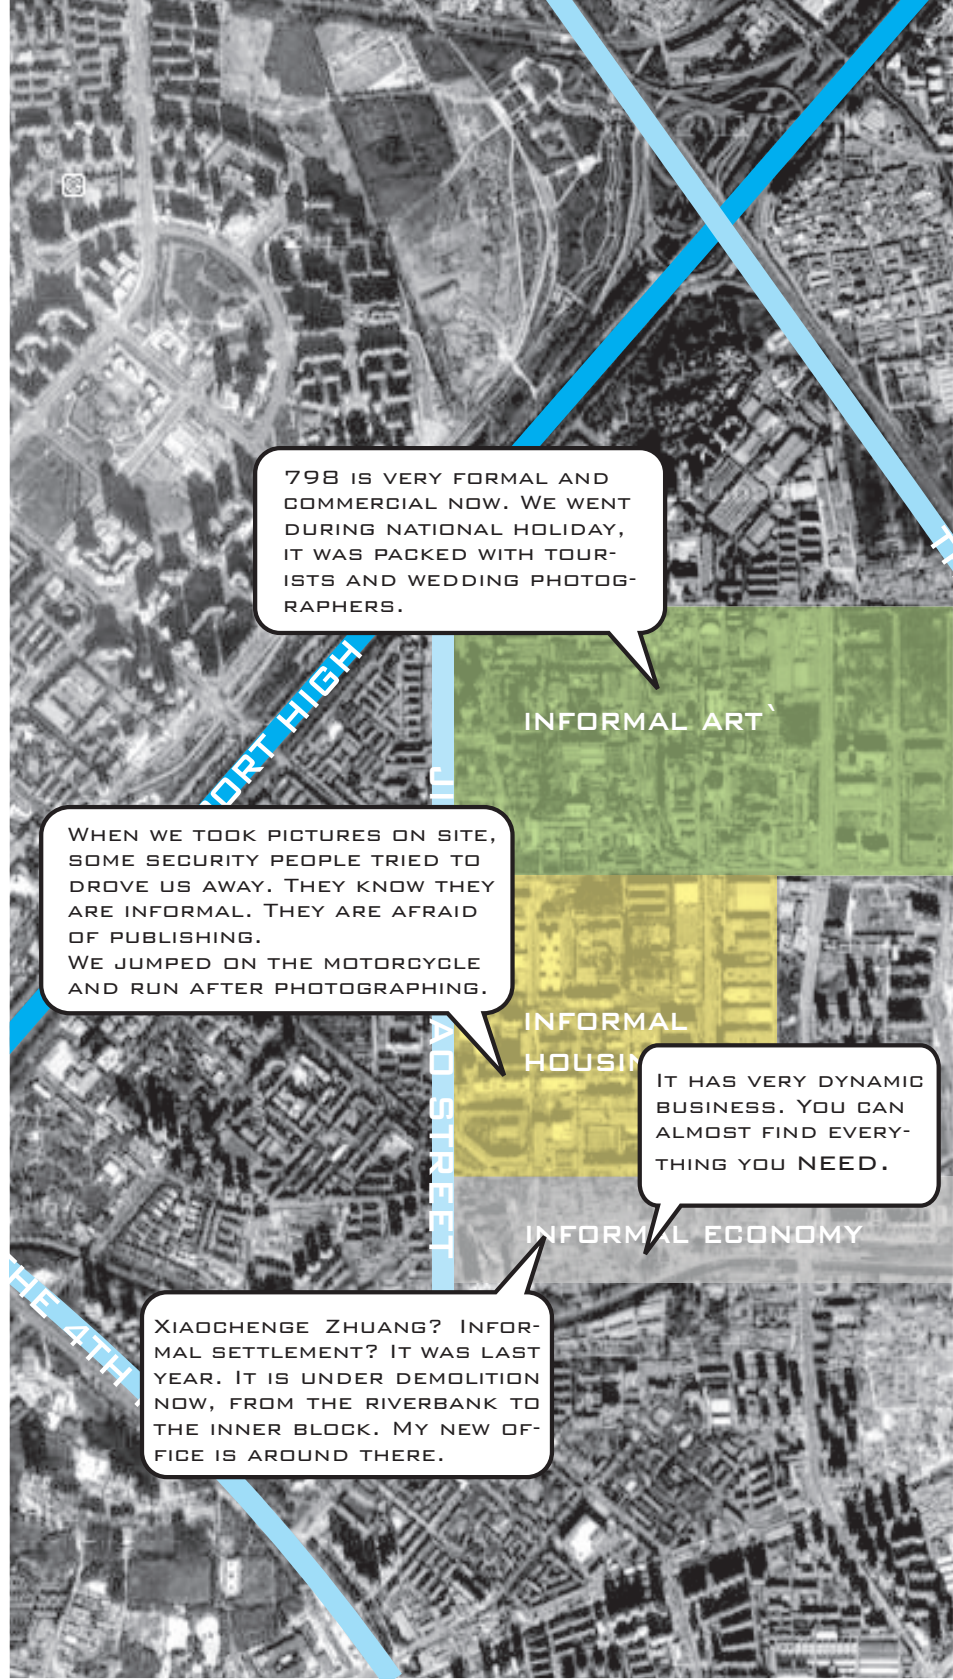 798 IS VERY FORMAL AND
COMMERCIAL NOW. WE WENT
DURING NATIONAL HOLIDAY,
IT WAS PACKED WITH TOUR-
ISTS AND WEDDING PHOTOG-
RAPHERS.
INFORMAL ART`
ORT HIGH
JI
WHEN WE TOOK PICTURES ON SITE,
SOME SECURITY PEOPLE TRIED TO
DROVE US AWAY. THEY KNOW THEY
ARE INFORMAL. THEY ARE AFRAID
OF PUBLISHING.
WE JUMPED ON THE MOTORCYCLE
AND RUN AFTER PHOTOGRAPHING.
INFORMAL
HOUSIN
AO STREET
IT HAS VERY DYNAMIC
BUSINESS. YOU CAN
ALMOST FIND EVERY-
THING YOU NEED.
INFORMAL ECONOMY
HE 4TH
XIAOCHENGE ZHUANG? INFOR-
MAL SETTLEMENT? IT WAS LAST
YEAR. IT IS UNDER DEMOLITION
NOW, FROM THE RIVERBANK TO
THE INNER BLOCK. MY NEW OF-
FICE IS AROUND THERE.